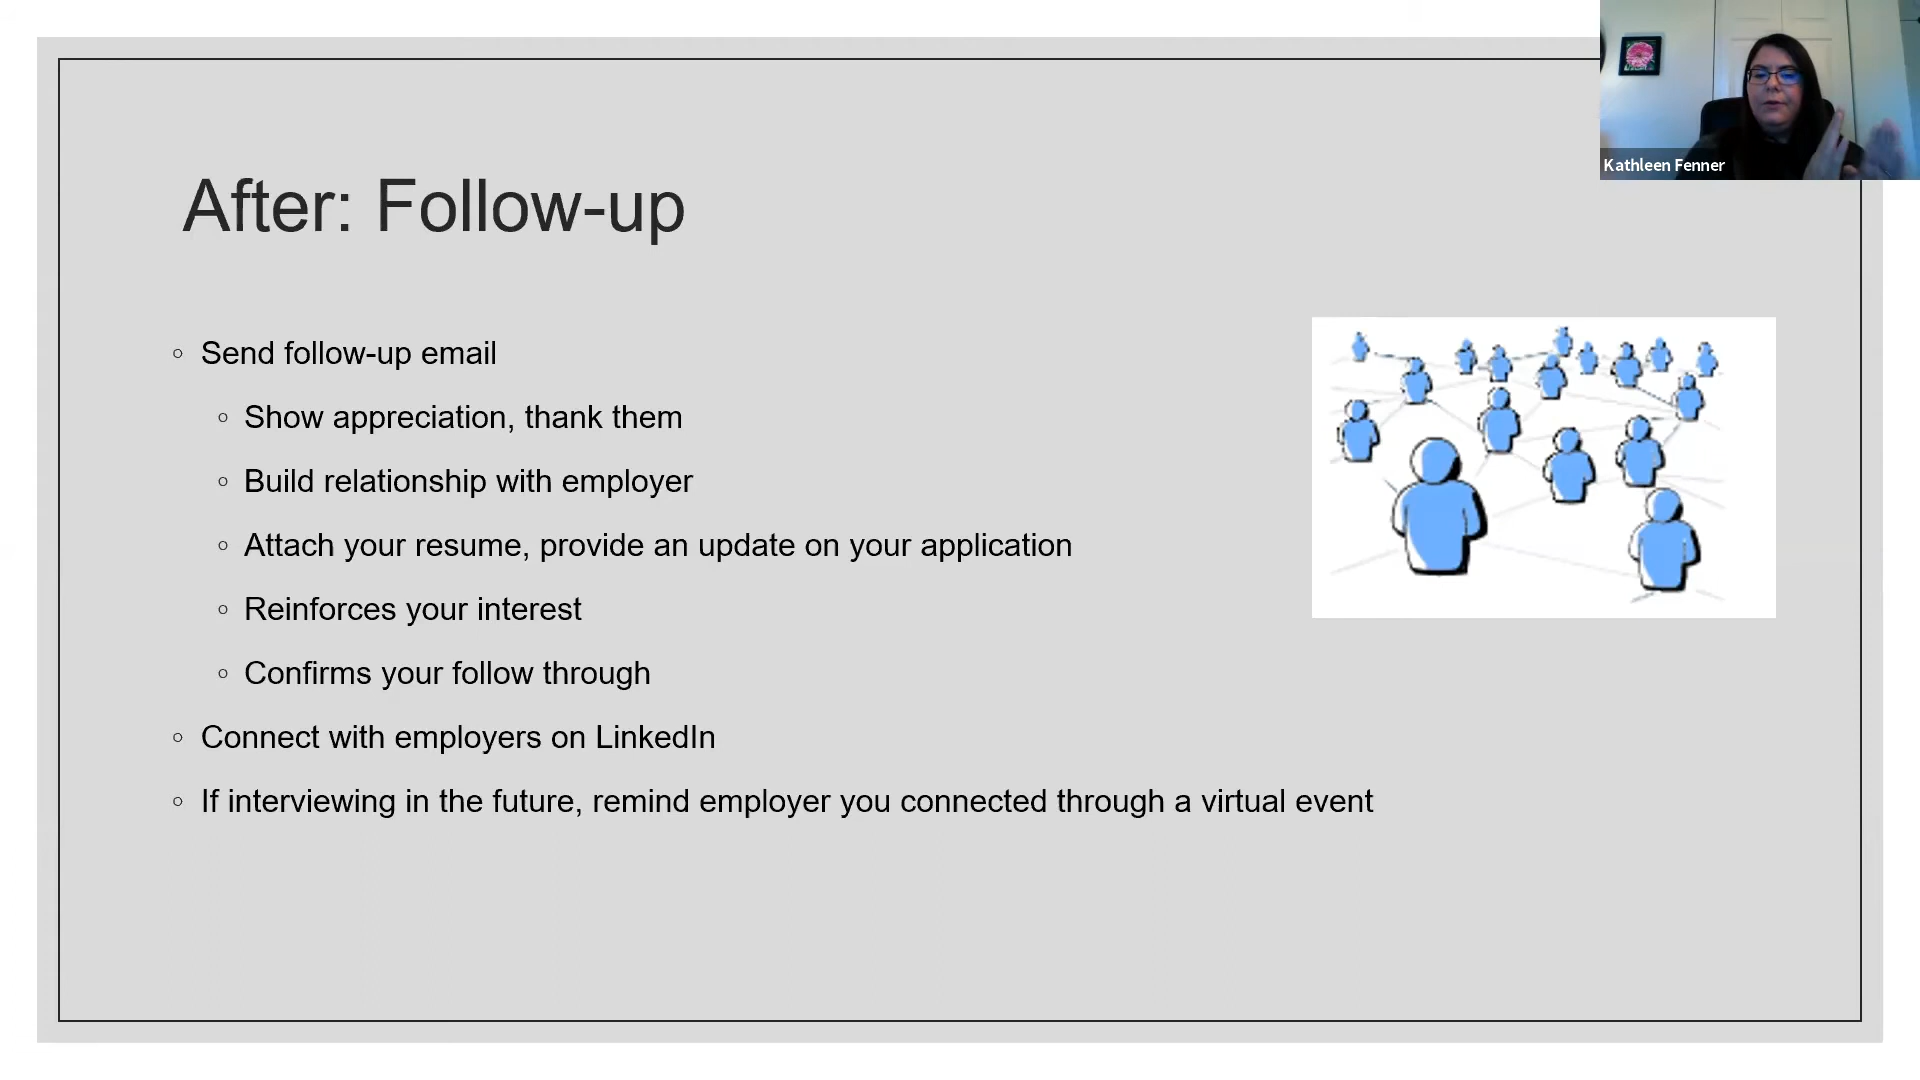 Kathleen Fenner
After: Follow-up
Send follow-up email
Show appreciation, thank them
Build relationship with employer
Attach your resume, provide an update on your application
Reinforces your interest
Confirms your follow through
Connect with employers on LinkedIn
If interviewing in the future, remind employer you connected through a virtual event